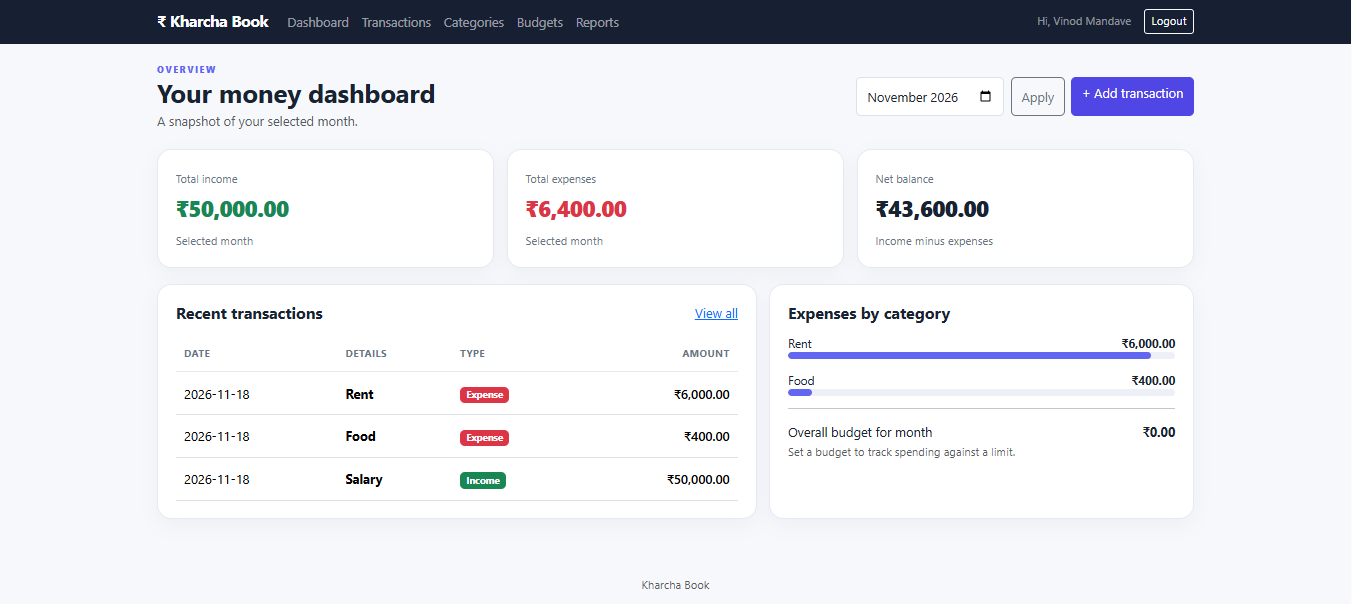 ₹ Kharcha Book Dashboard Transactions Categories Budgets Reports Hi, Vinod Mandave Logout
OVERVIEW
Your money dashboard
A snapshot of your selected month.
November 2026 Apply + Add transaction
Total income
₹50,000.00
Selected month
Total expenses
₹6,400.00
Selected month
Net balance
₹43,600.00
Income minus expenses
Recent transactions View all
DATE DETAILS TYPE AMOUNT
2026-11-18 Rent Expense ₹6,000.00
2026-11-18 Food Expense ₹400.00
2026-11-18 Salary Income ₹50,000.00
Expenses by category
Rent ₹6,000.00
Food ₹400.00
Overall budget for month ₹0.00
Set a budget to track spending against a limit.
Kharcha Book